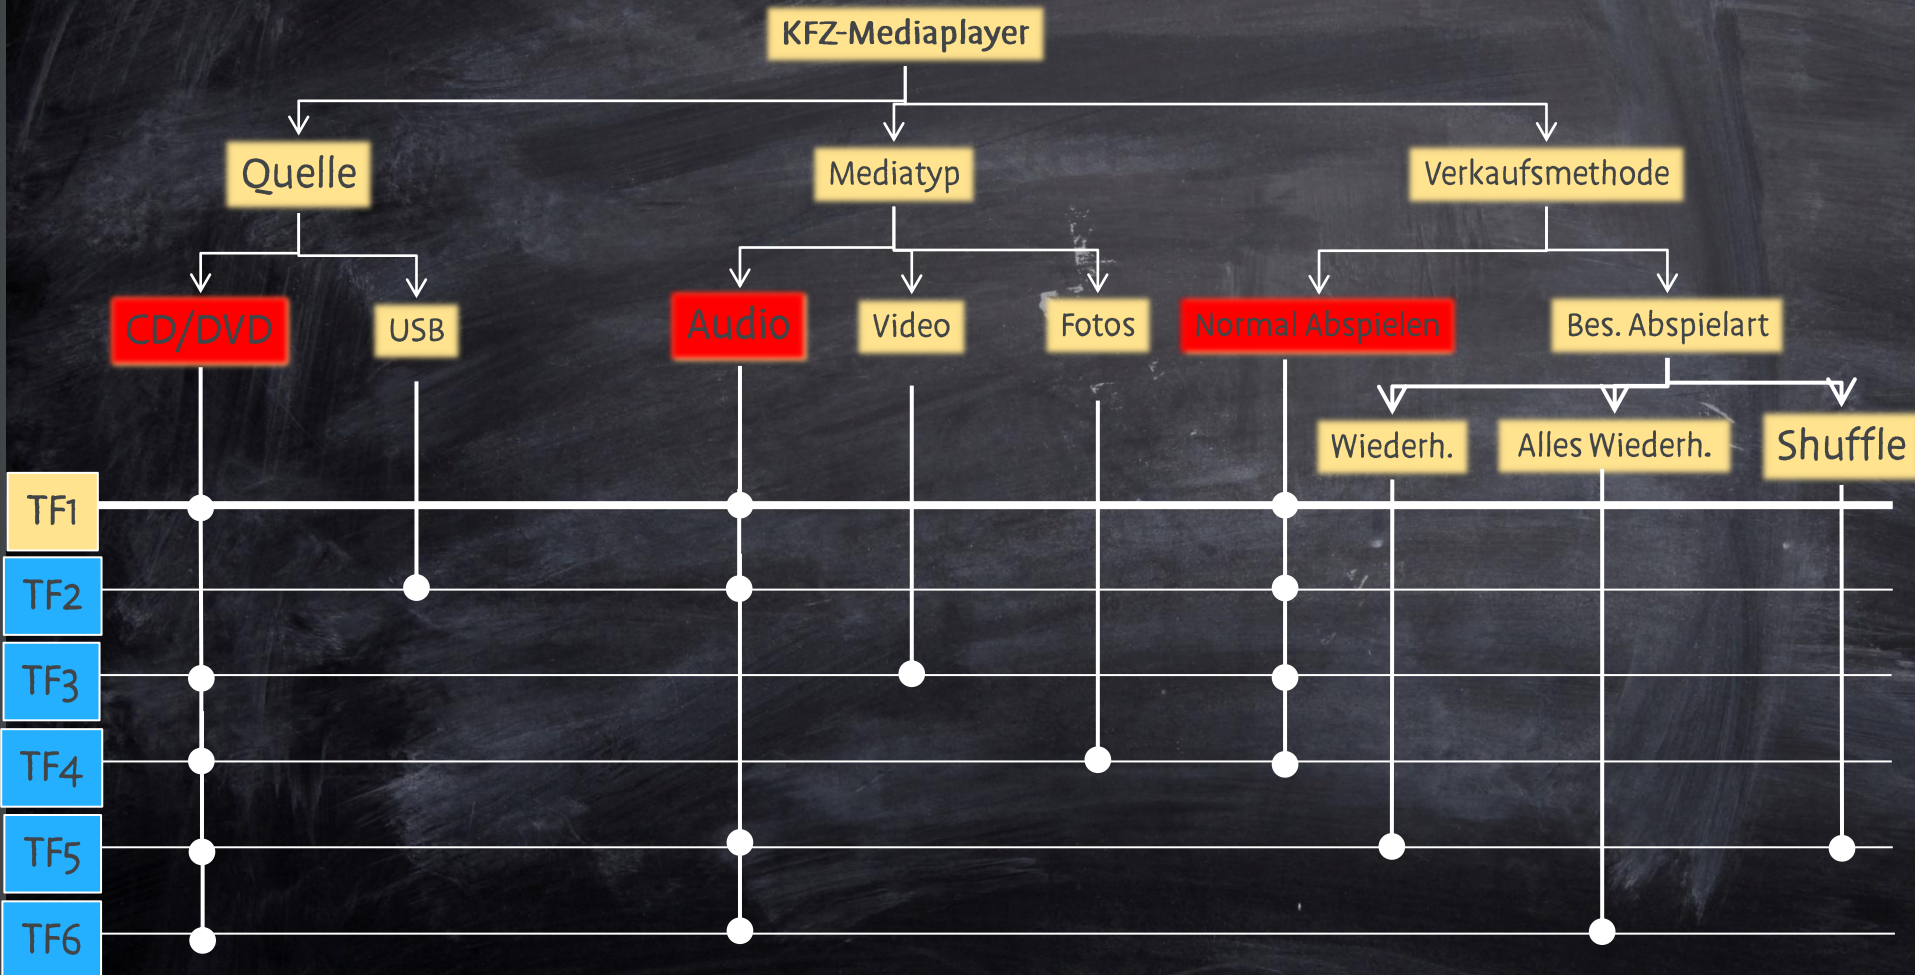 KFZ-Mediaplayer
Quelle
Mediatyp
Verkaufsmethode
CD/DVD
USB
Audio
Video
Fotos
Normal Abspielen
Bes. Abspielart
Wiederh.
Alles Wiederh.
Shuffle
TF1
TF2
TF3
TF4
TF5
TF6